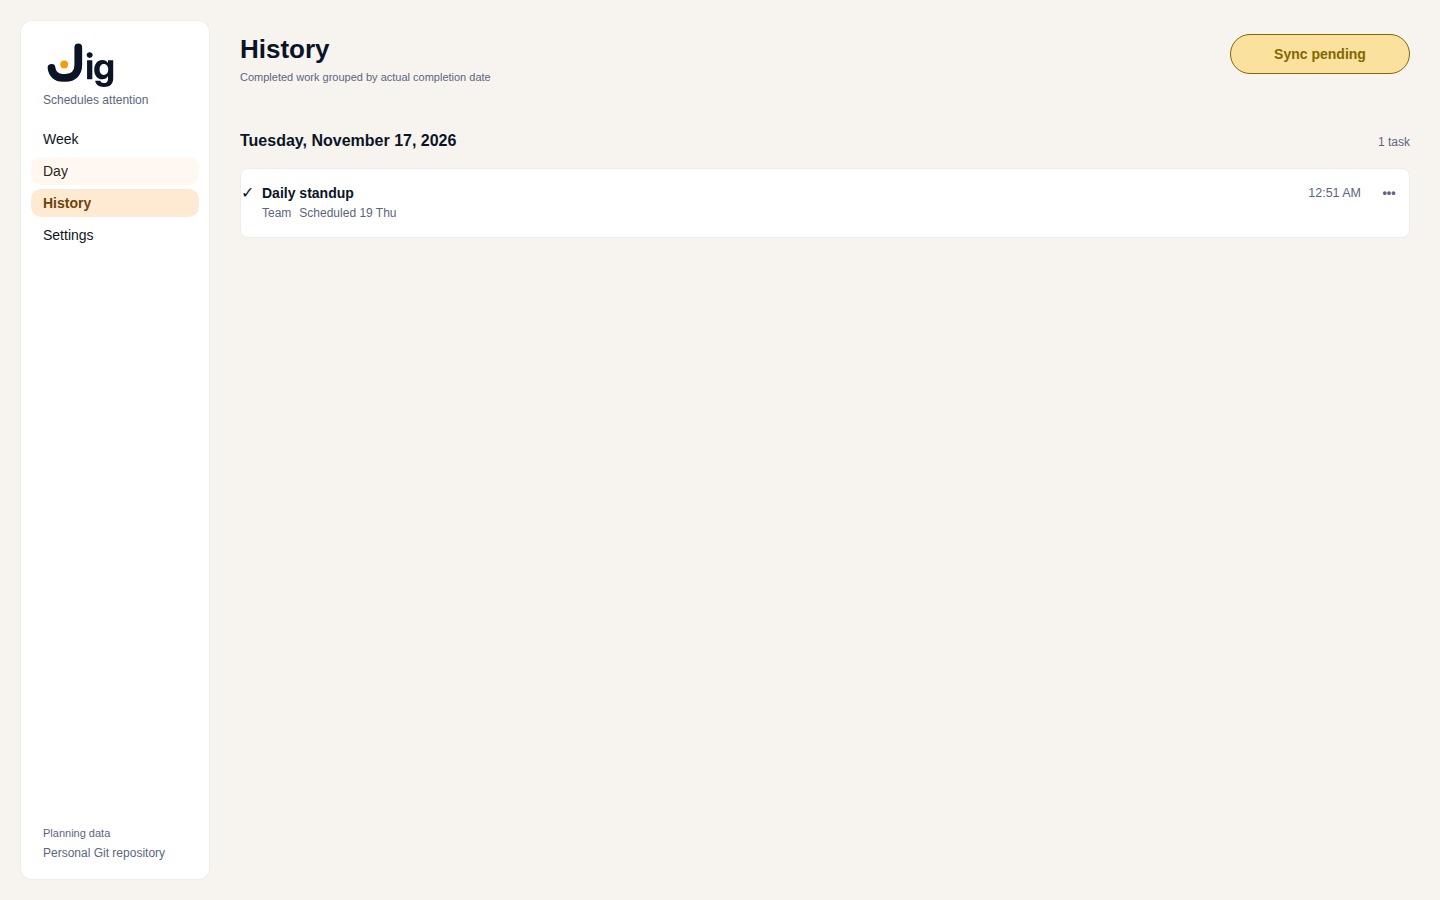 Jig
Schedules attention
Week
Day
History
Settings
Planning data
Personal Git repository
History
Completed work grouped by actual completion date
Sync pending
Tuesday, November 17, 2026
1 task
✓ Daily standup
Team Scheduled 19 Thu
12:51 AM •••